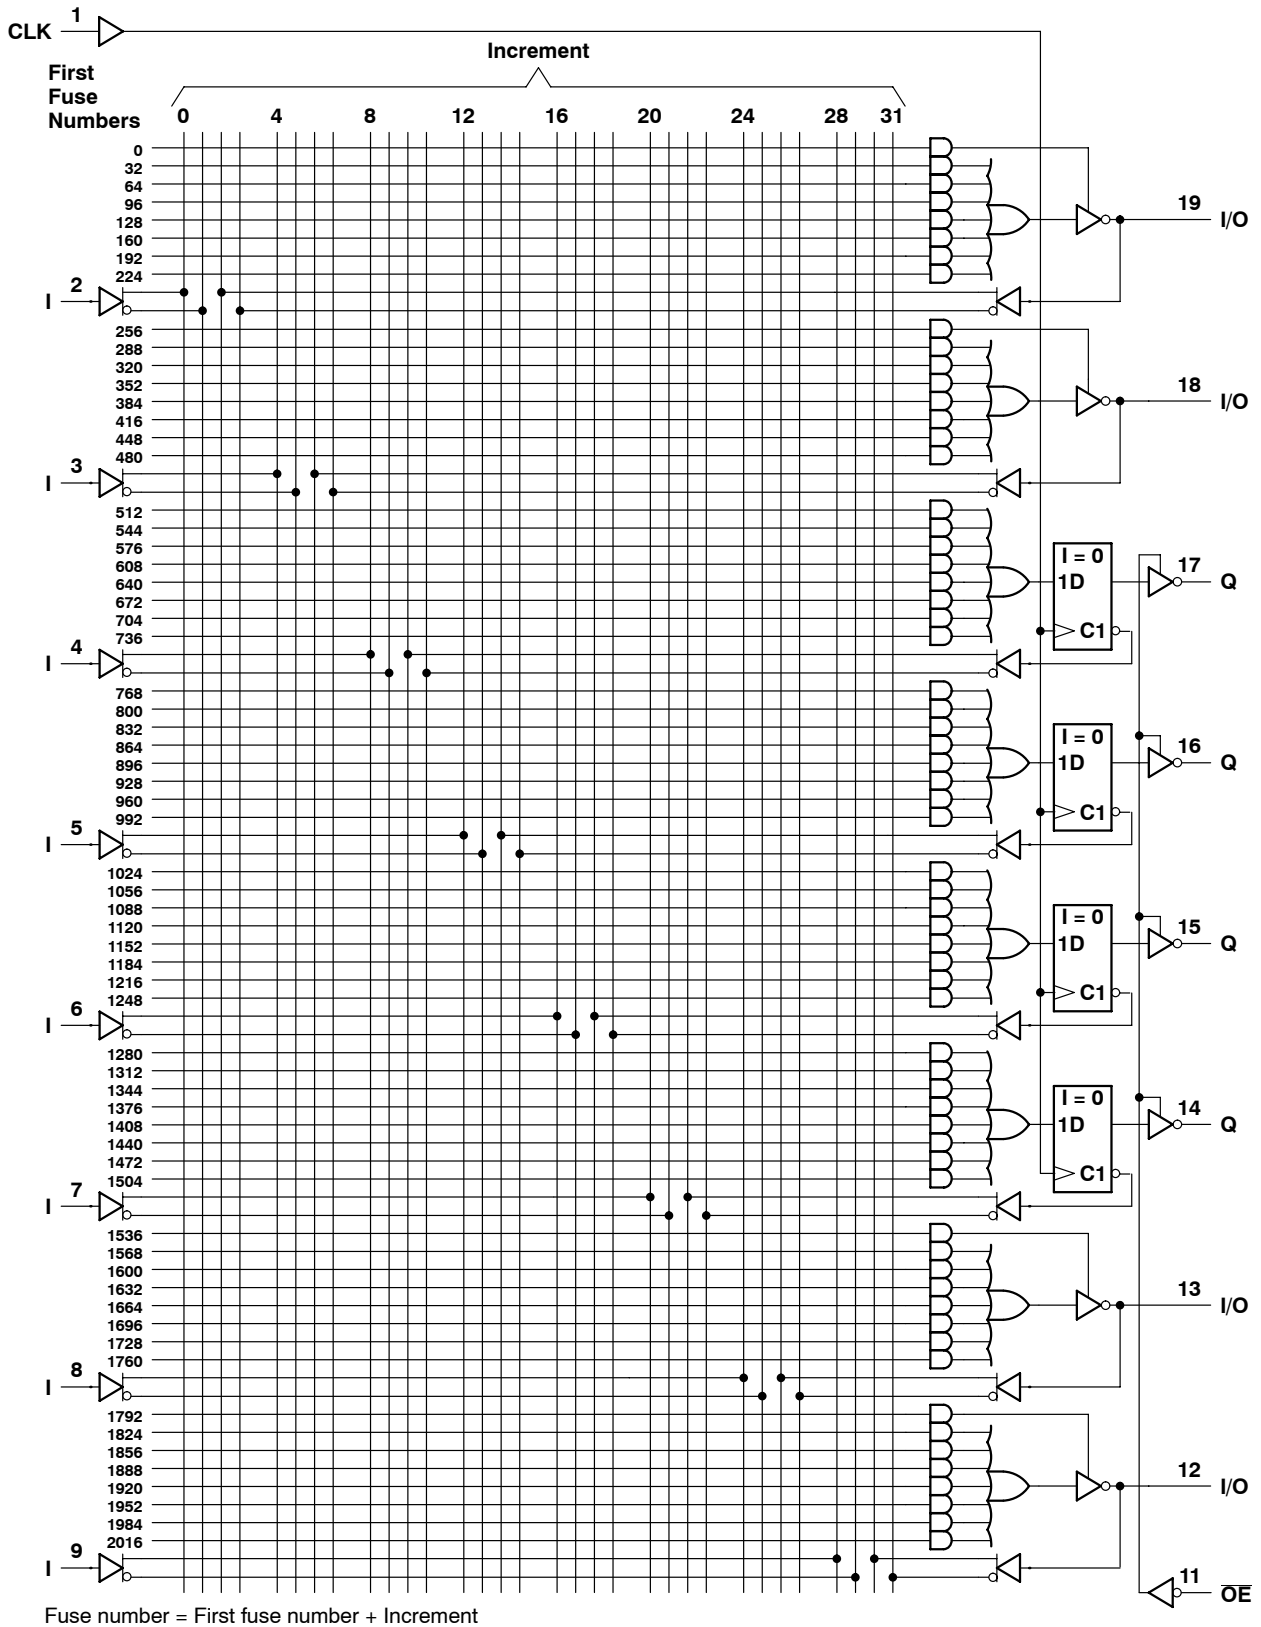 1
CLK
Increment
First
Fuse
Numbers
0 4 8 12 16 20 24 28 31
0
32
64
96
128
160
192
224
19
I/O
2
I
256
288
320
352
384
416
448
480
18
I/O
3
I
512
544
576
608
640
672
704
736
I = 0
1D
C1
17
Q
4
I
768
800
832
864
896
928
960
992
I = 0
1D
C1
16
Q
5
I
1024
1056
1088
1120
1152
1184
1216
1248
I = 0
1D
C1
15
Q
6
I
1280
1312
1344
1376
1408
1440
1472
1504
I = 0
1D
C1
14
Q
7
I
1536
1568
1600
1632
1664
1696
1728
1760
13
I/O
8
I
1792
1824
1856
1888
1920
1952
1984
2016
12
I/O
9
I
11
OE
Fuse number = First fuse number + Increment